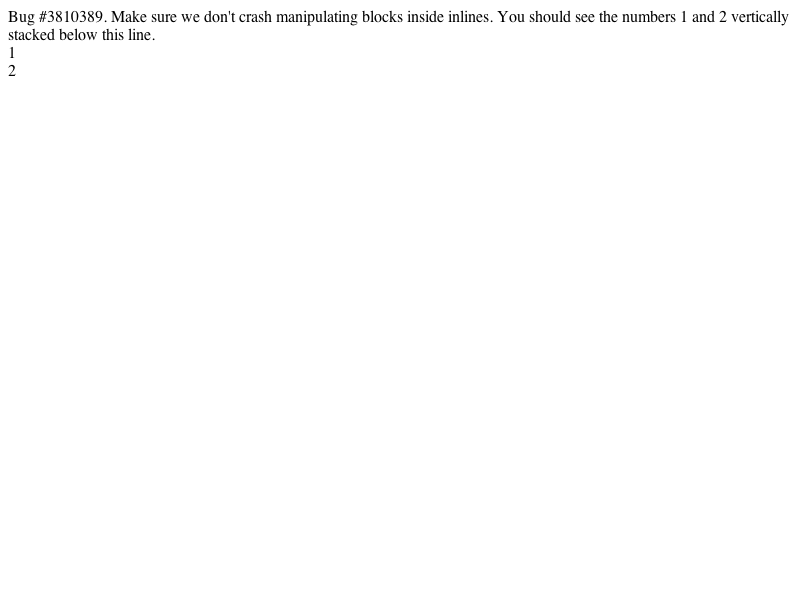 Bug #3810389. Make sure we don't crash manipulating blocks inside inlines. You should see the numbers 1 and 2 vertically
stacked below this line.
1
2